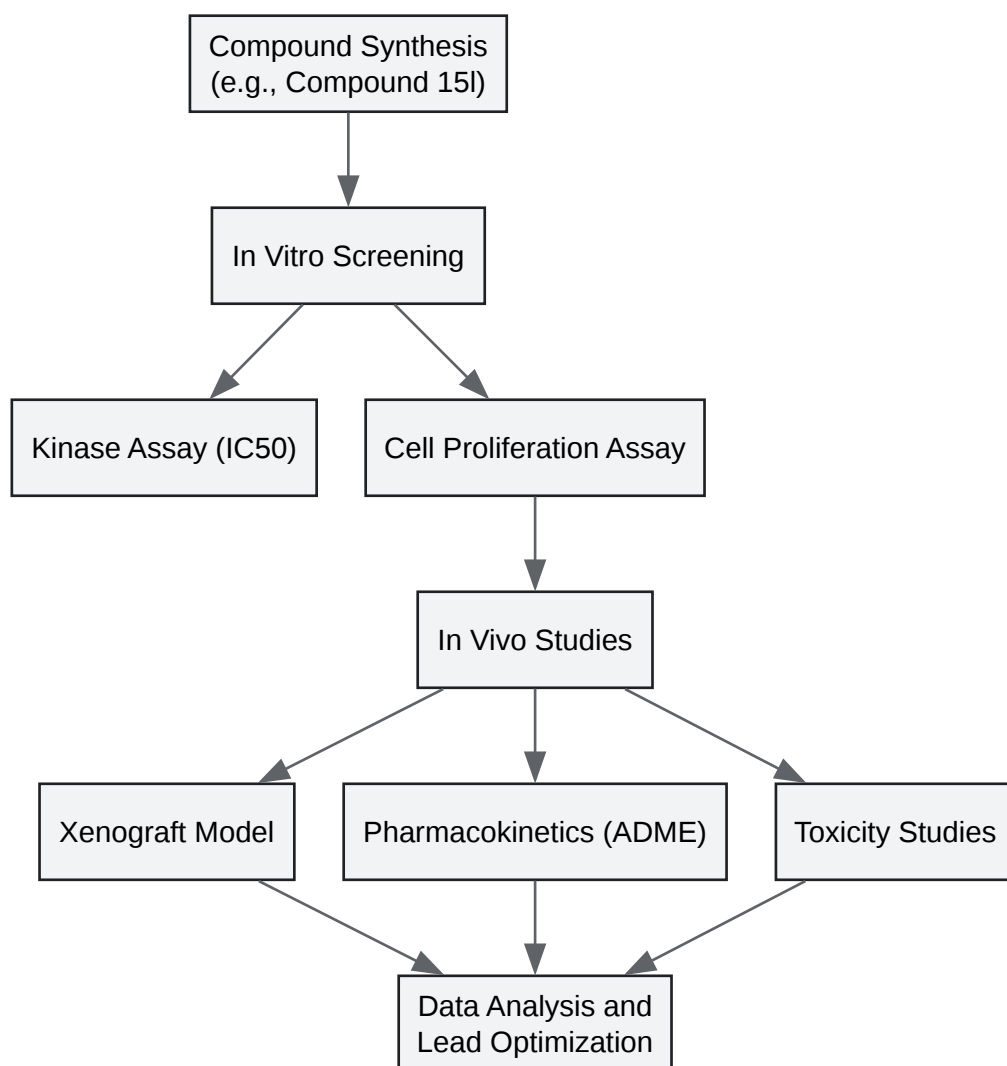 Compound Synthesis
(e.g., Compound 15l)
In Vitro Screening
Kinase Assay (IC50)
Cell Proliferation Assay
In Vivo Studies
Xenograft Model
Pharmacokinetics (ADME)
Toxicity Studies
Data Analysis and
Lead Optimization